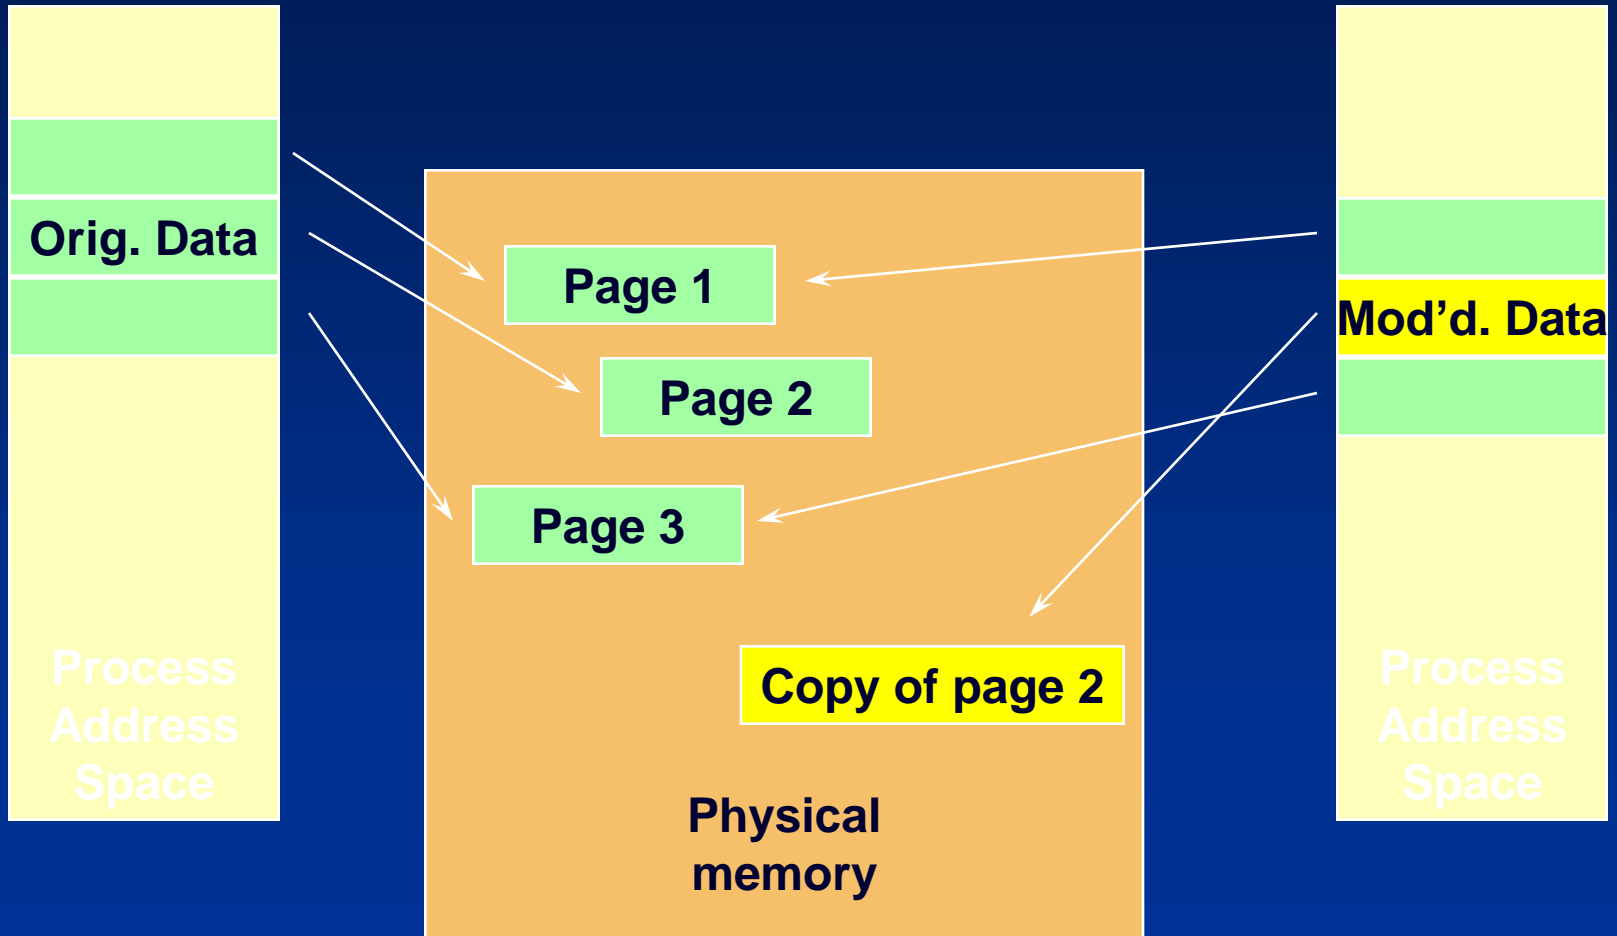 Orig. Data
Page 1
Mod’d. Data
Page 2
Page 3
Process
Address
Space
Copy of page 2
Process
Address
Space
Physical
memory